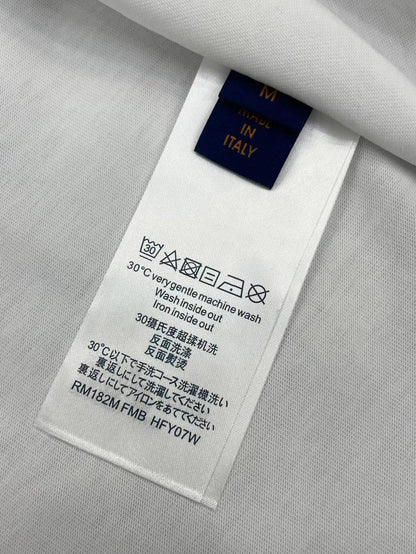 M
MADE
IN
ITALY
30
30°C very gentle machine wash
Wash inside out
Iron inside out
30摄氏度超揉机洗
反面洗涤
反面熨烫
30℃以下で手洗コース洗濯機洗い
裏返しにして洗濯してください
裏返しにアイロンをあててください
RM182M FMB HFY07W